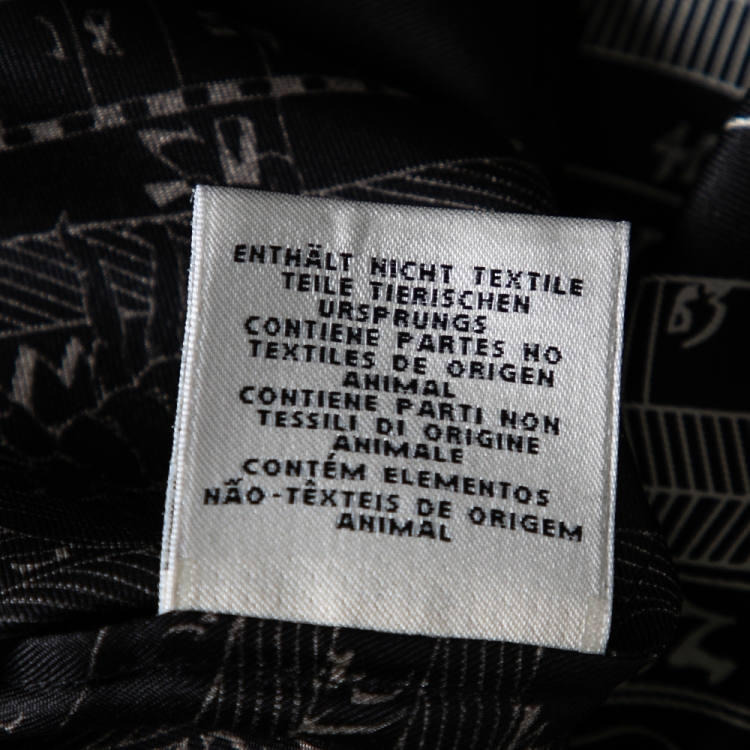 ENTHÄLT NICHT TEXTILE
TEILE TIERISCHEN
URSPRUNGS
CONTIENE PARTES NO
TEXTILES DE ORIGEN
ANIMAL
CONTIENE PARTI NON
TESSILI DI ORIGINE
ANIMALE
CONTÉM ELEMENTOS
NÃO-TÊXTEIS DE ORIGEM
ANIMAL